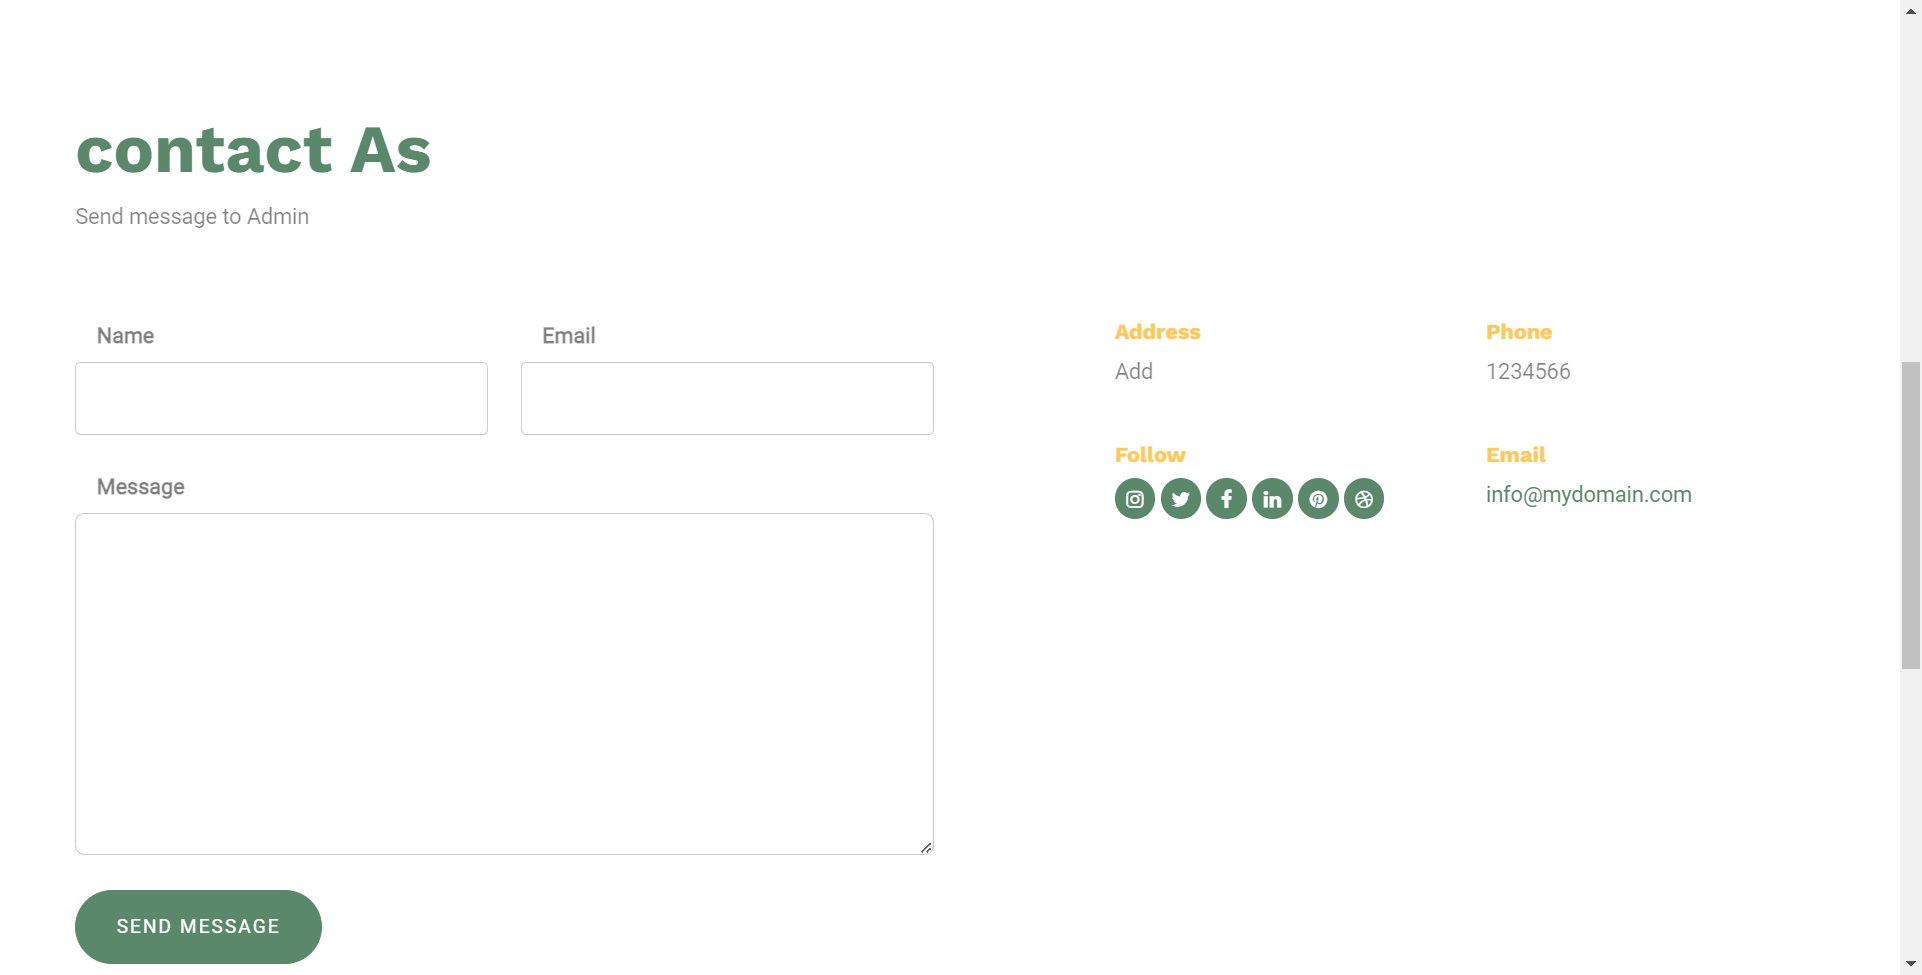 contact As
Send message to Admin
Name
Email
Message
SEND MESSAGE
Address
Add
Phone
1234566
Follow
Email
info@mydomain.com